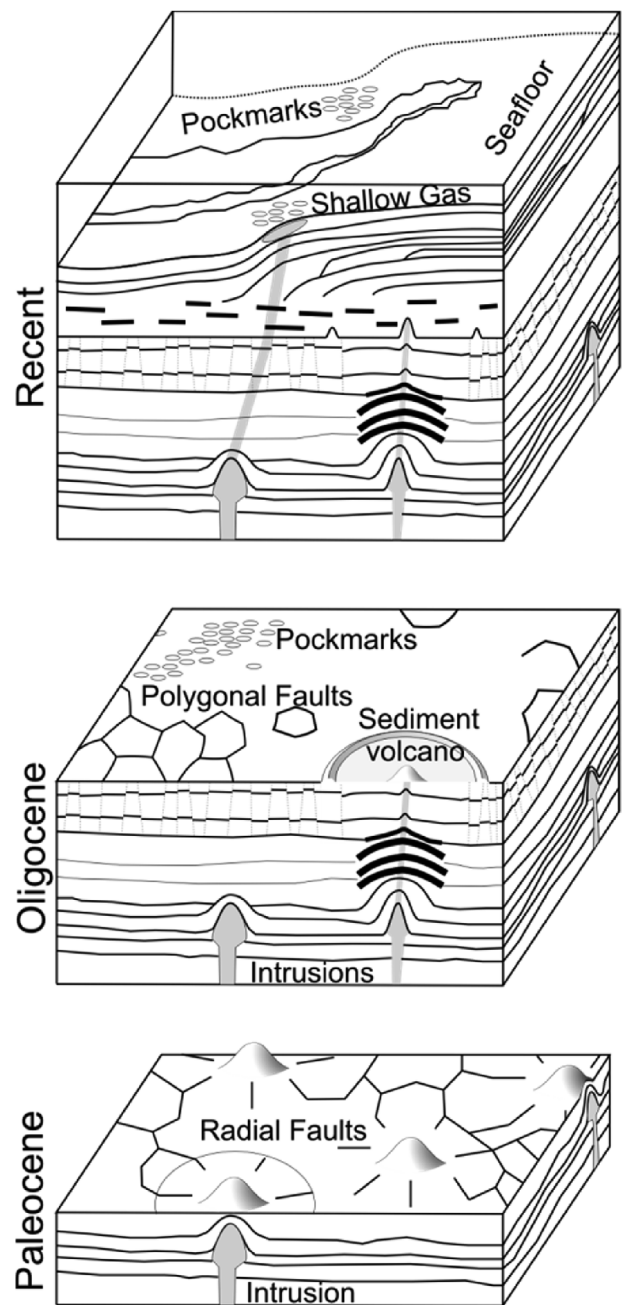 Recent
Pockmarks
Seafloor
Shallow Gas
Oligocene
Pockmarks
Polygonal Faults
Sediment
volcano
Intrusions
Paleocene
Radial Faults
Intrusion